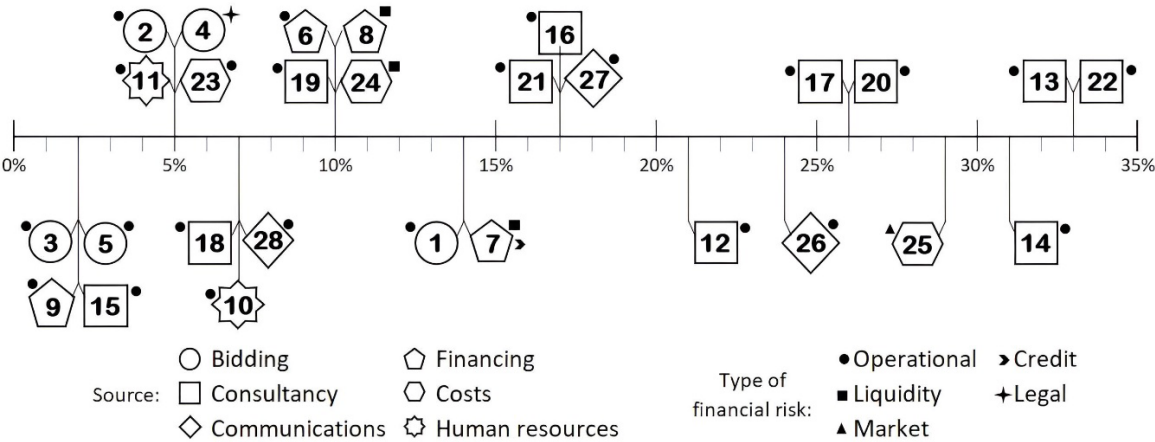 2 4 6 8 16
11 23 19 24 21 27 17 20 13 22
0% 5% 10% 15% 20% 25% 30% 35%
3 5 18 28 1 7 12 26 25 14
9 15 10
Bidding Financing
Source: Consultancy Costs
Communications Human resources
Type of
financial risk:
Operational Credit
Liquidity Legal
Market